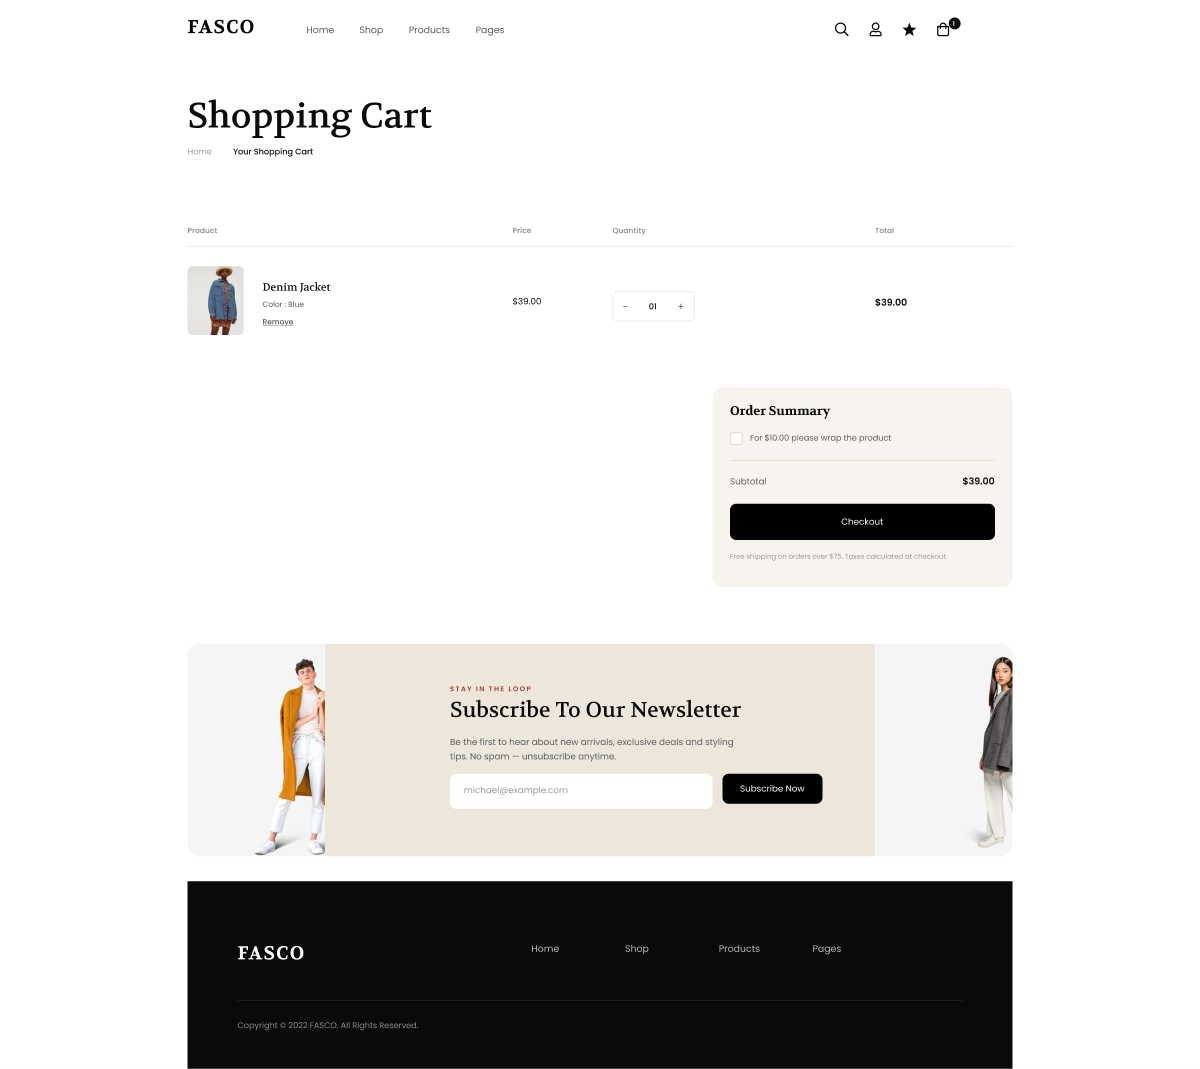 FASCO
Home Shop Products Pages
1
Shopping Cart
Home Your Shopping Cart
Product Price Quantity Total
Denim Jacket
Color : Blue
Remove
$39.00
- 01 +
$39.00
Order Summary
For $10.00 please wrap the product
Subtotal $39.00
Checkout
Free shipping on orders over $75. Taxes calculated at checkout.
STAY IN THE LOOP
Subscribe To Our Newsletter
Be the first to hear about new arrivals, exclusive deals and styling
tips. No spam — unsubscribe anytime.
michael@example.com
Subscribe Now
FASCO
Home Shop Products Pages
Copyright © 2022 FASCO. All Rights Reserved.